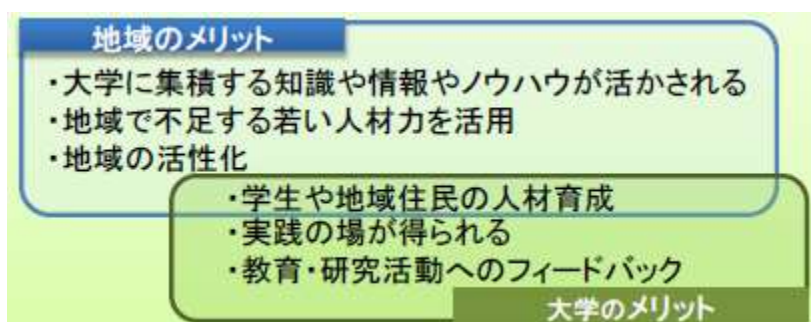 地域のメリット
・大学に集積する知識や情報やノウハウが活かされる
・地域で不足する若い人材力を活用
・地域の活性化
・学生や地域住民の人材育成
・実践の場が得られる
・教育・研究活動へのフィードバック
大学のメリット